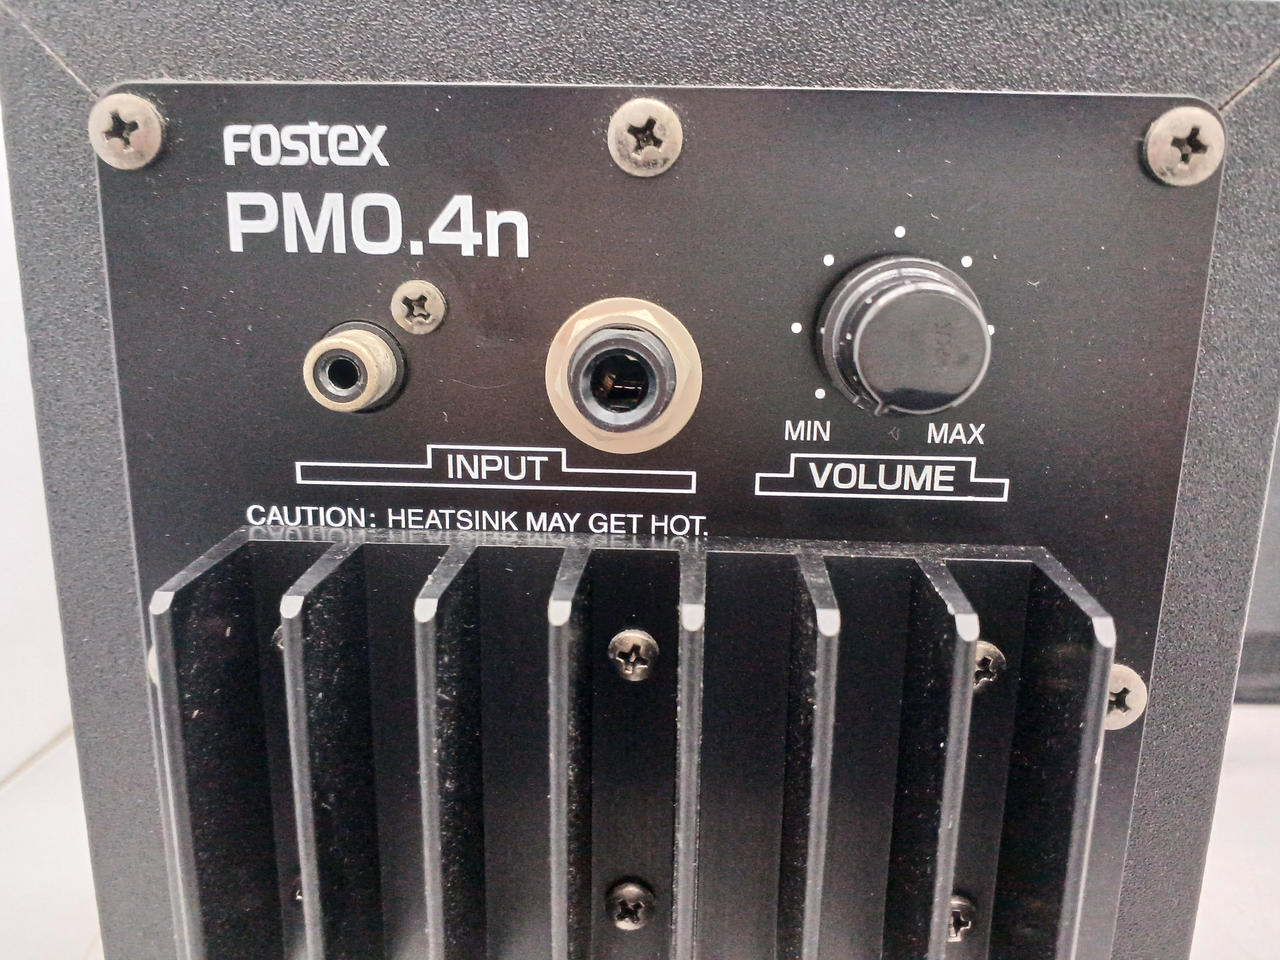 FOSTEX
PM0.4n
INPUT
MIN MAX
VOLUME
CAUTION: HEATSINK MAY GET HOT.